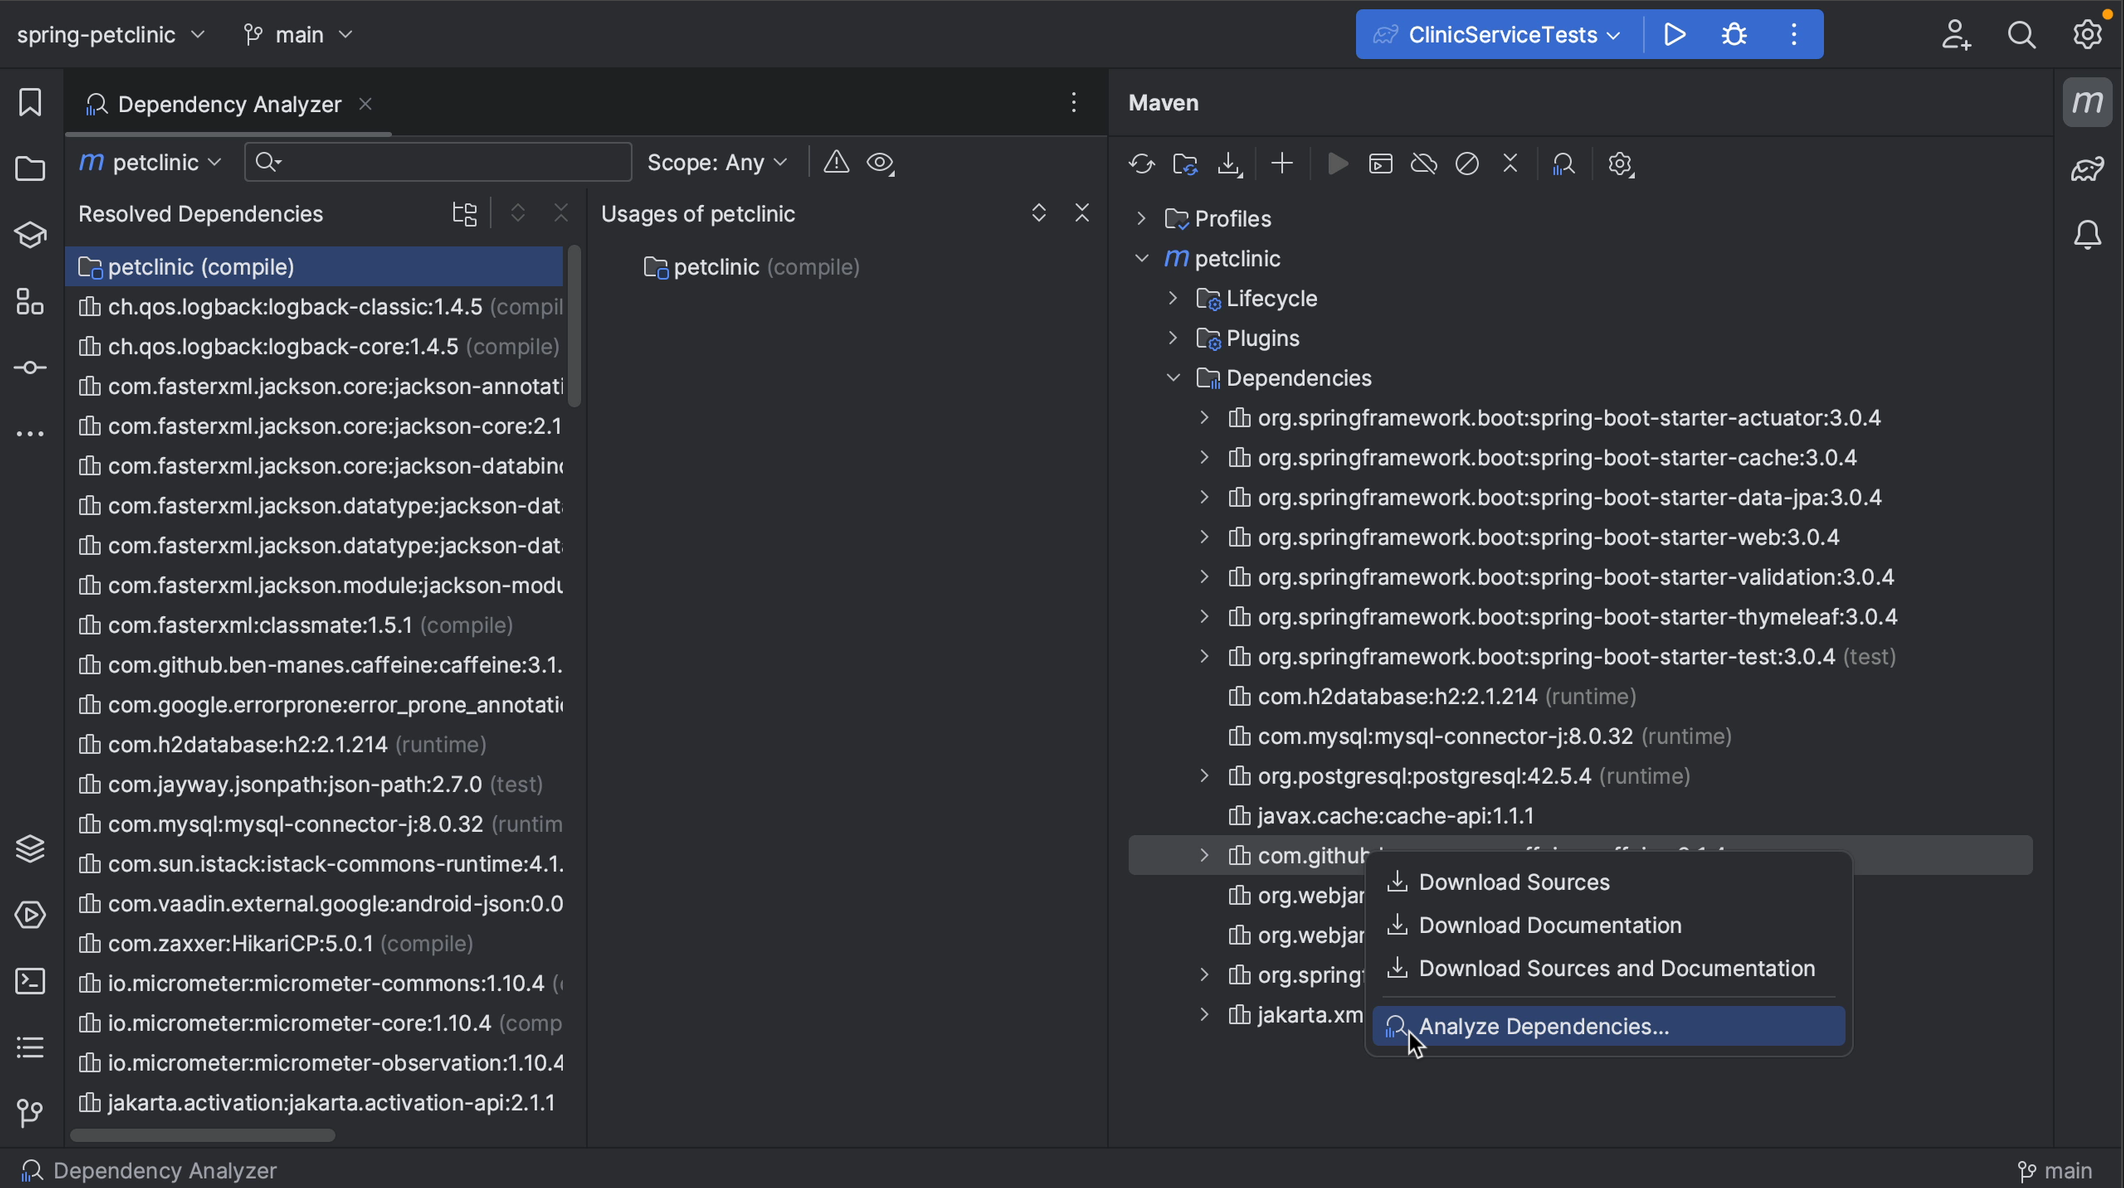 spring-petclinic
main
ClinicServiceTests
Dependency Analyzer
m petclinic
Scope: Any
Resolved Dependencies
petclinic (compile)
ch.qos.logback:logback-classic:1.4.5 (compil
ch.qos.logback:logback-core:1.4.5 (compile)
com.fasterxml.jackson.core:jackson-annotati
com.fasterxml.jackson.core:jackson-core:2.1
com.fasterxml.jackson.core:jackson-databind
com.fasterxml.jackson.datatype:jackson-dat
com.fasterxml.jackson.datatype:jackson-dat
com.fasterxml.jackson.module:jackson-modu
com.fasterxml:classmate:1.5.1 (compile)
com.github.ben-manes.caffeine:caffeine:3.1.
com.google.errorprone:error_prone_annotati
com.h2database:h2:2.1.214 (runtime)
com.jayway.jsonpath:json-path:2.7.0 (test)
com.mysql:mysql-connector-j:8.0.32 (runtim
com.sun.istack:istack-commons-runtime:4.1.
com.vaadin.external.google:android-json:0.0
com.zaxxer:HikariCP:5.0.1 (compile)
io.micrometer:micrometer-commons:1.10.4 (
io.micrometer:micrometer-core:1.10.4 (comp
io.micrometer:micrometer-observation:1.10.4
jakarta.activation:jakarta.activation-api:2.1.1
Usages of petclinic
petclinic (compile)
Maven
Profiles
m petclinic
Lifecycle
Plugins
Dependencies
org.springframework.boot:spring-boot-starter-actuator:3.0.4
org.springframework.boot:spring-boot-starter-cache:3.0.4
org.springframework.boot:spring-boot-starter-data-jpa:3.0.4
org.springframework.boot:spring-boot-starter-web:3.0.4
org.springframework.boot:spring-boot-starter-validation:3.0.4
org.springframework.boot:spring-boot-starter-thymeleaf:3.0.4
org.springframework.boot:spring-boot-starter-test:3.0.4 (test)
com.h2database:h2:2.1.214 (runtime)
com.mysql:mysql-connector-j:8.0.32 (runtime)
org.postgresql:postgresql:42.5.4 (runtime)
javax.cache:cache-api:1.1.1
com.github
org.webjar
org.webjar
org.spring
jakarta.xm
Download Sources
Download Documentation
Download Sources and Documentation
Analyze Dependencies...
m
Dependency Analyzer
main